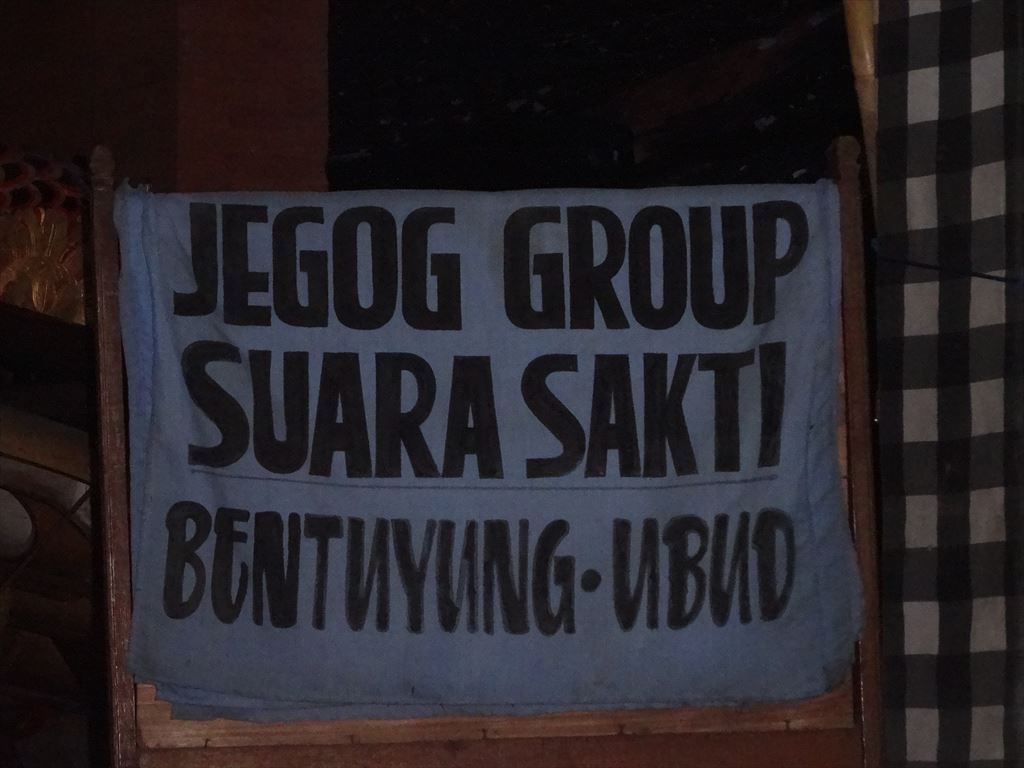 JEGOG GROUP
SUARA SAKTI
BENTUYUNG · UBUD